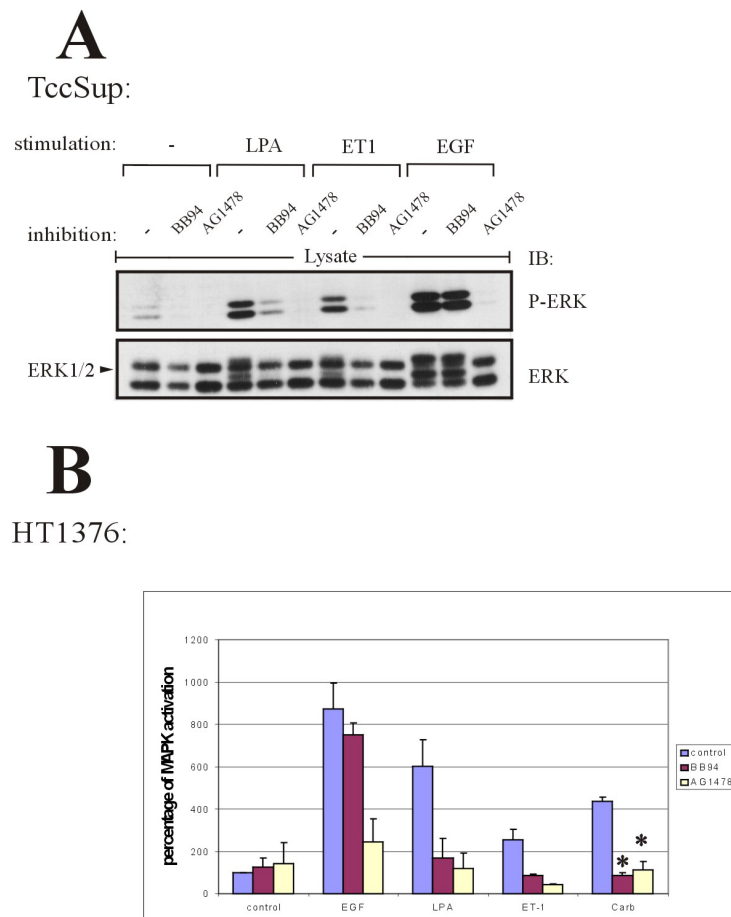 A
TccSup:
stimulation: - LPA ET1 EGF
inhibition: - BB94 AG1478 - BB94 AG1478 - BB94 AG1478 - BB94 AG1478
Lysate IB:
P-ERK
ERK1/2 ERK
B
HT1376:
percentage of MAPK activation
1200
1000
800
600
400
200
0
control
BB94
AG1478
* *
control EGF LPA ET-1 Carb